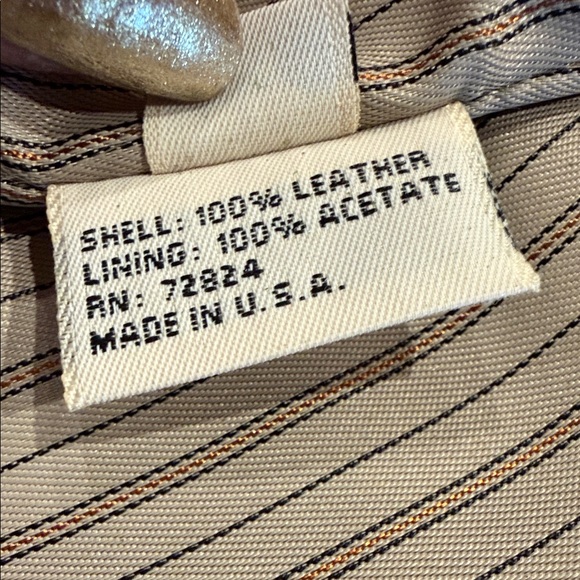 SHELL: 100% LEATHER
LINING: 100% ACETATE
RN: 72824
MADE IN U.S.A.